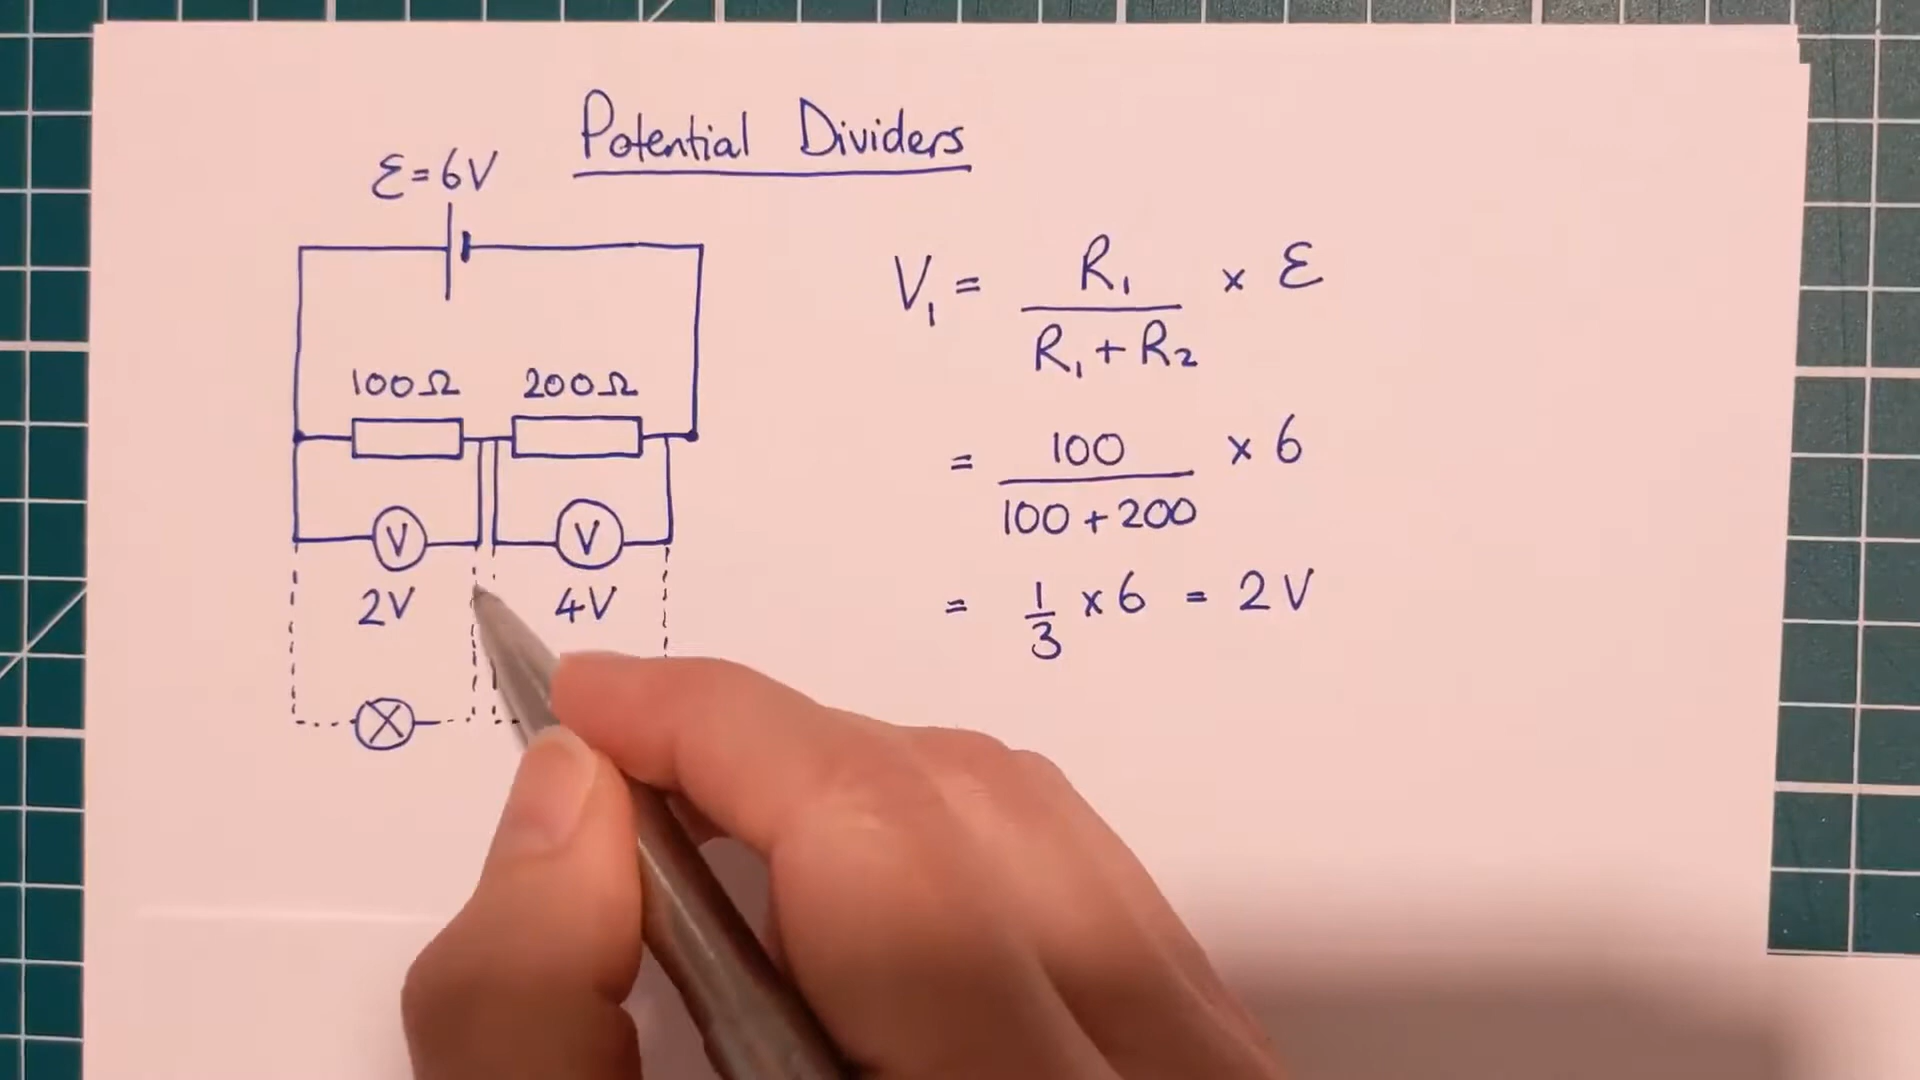 Potential Dividers
Ɛ=6V
100Ω 200Ω
V V
2V 4V
V₁ = R₁ / R₁ + R₂ × Ɛ
= 100 / 100 + 200 × 6
= 1/3 × 6 = 2V